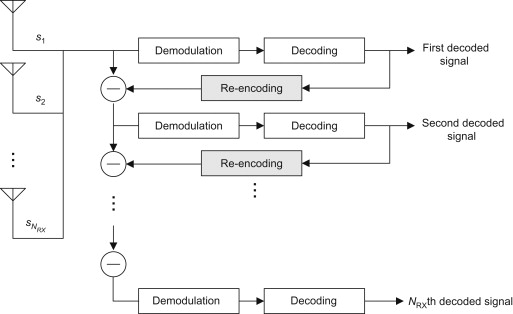 s1
Demodulation
Decoding
First decoded
signal
Re-encoding
s2
Demodulation
Decoding
Second decoded
signal
Re-encoding
sNRX
Demodulation
Decoding
NRXth decoded signal